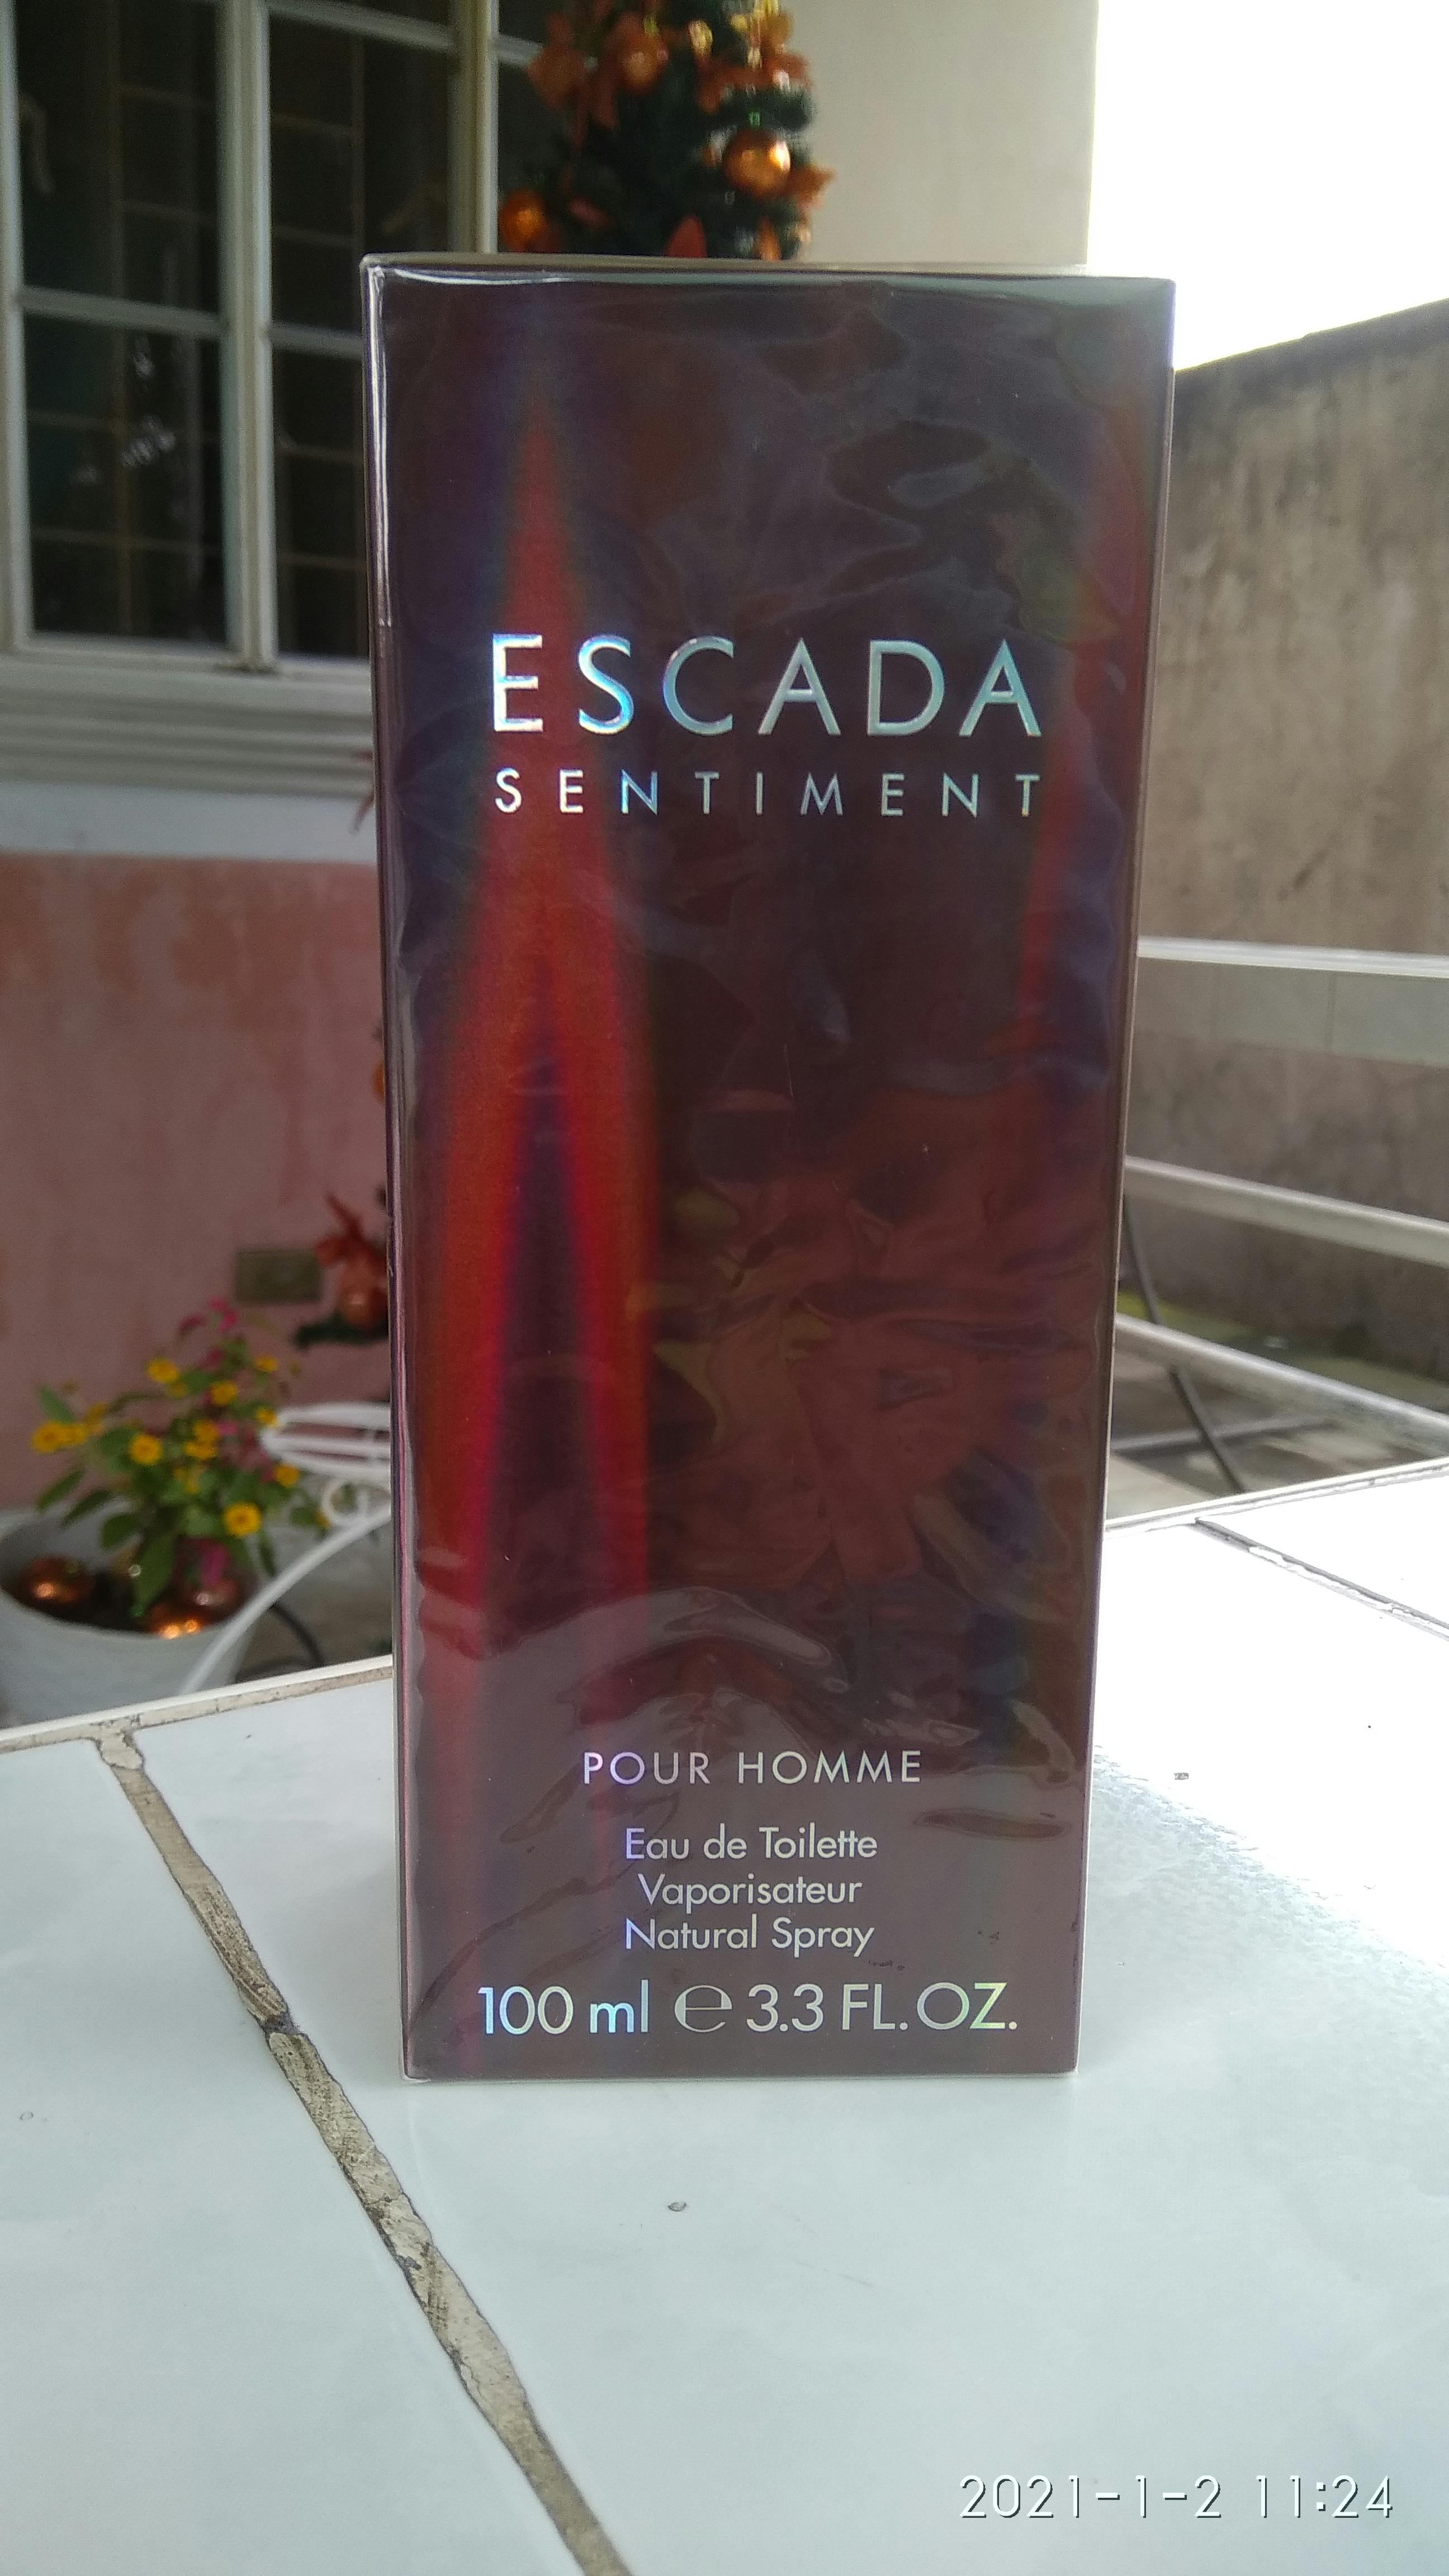 ESCADA
SENTIMENT
POUR HOMME
Eau de Toilette
Vaporisateur
Natural Spray
100 ml ℮ 3.3 FL.OZ.
2021-1-2 11:24